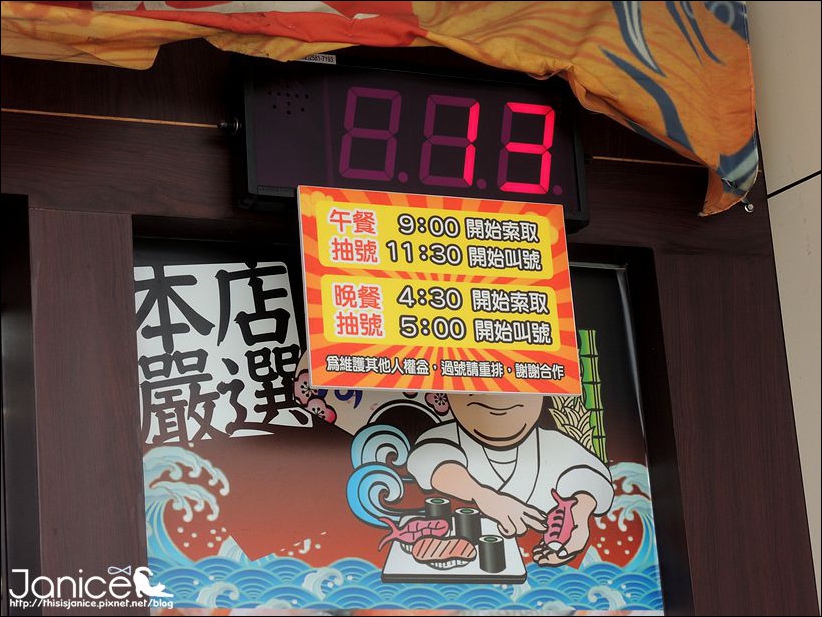 13
午餐 9:00 開始索取
抽號 11:30 開始叫號
晚餐 4:30 開始索取
抽號 5:00 開始叫號
為維護其他人權益,過號請重排,謝謝合作
本店
嚴選
Janice
http://thisisjanice.pixnet.net/blog